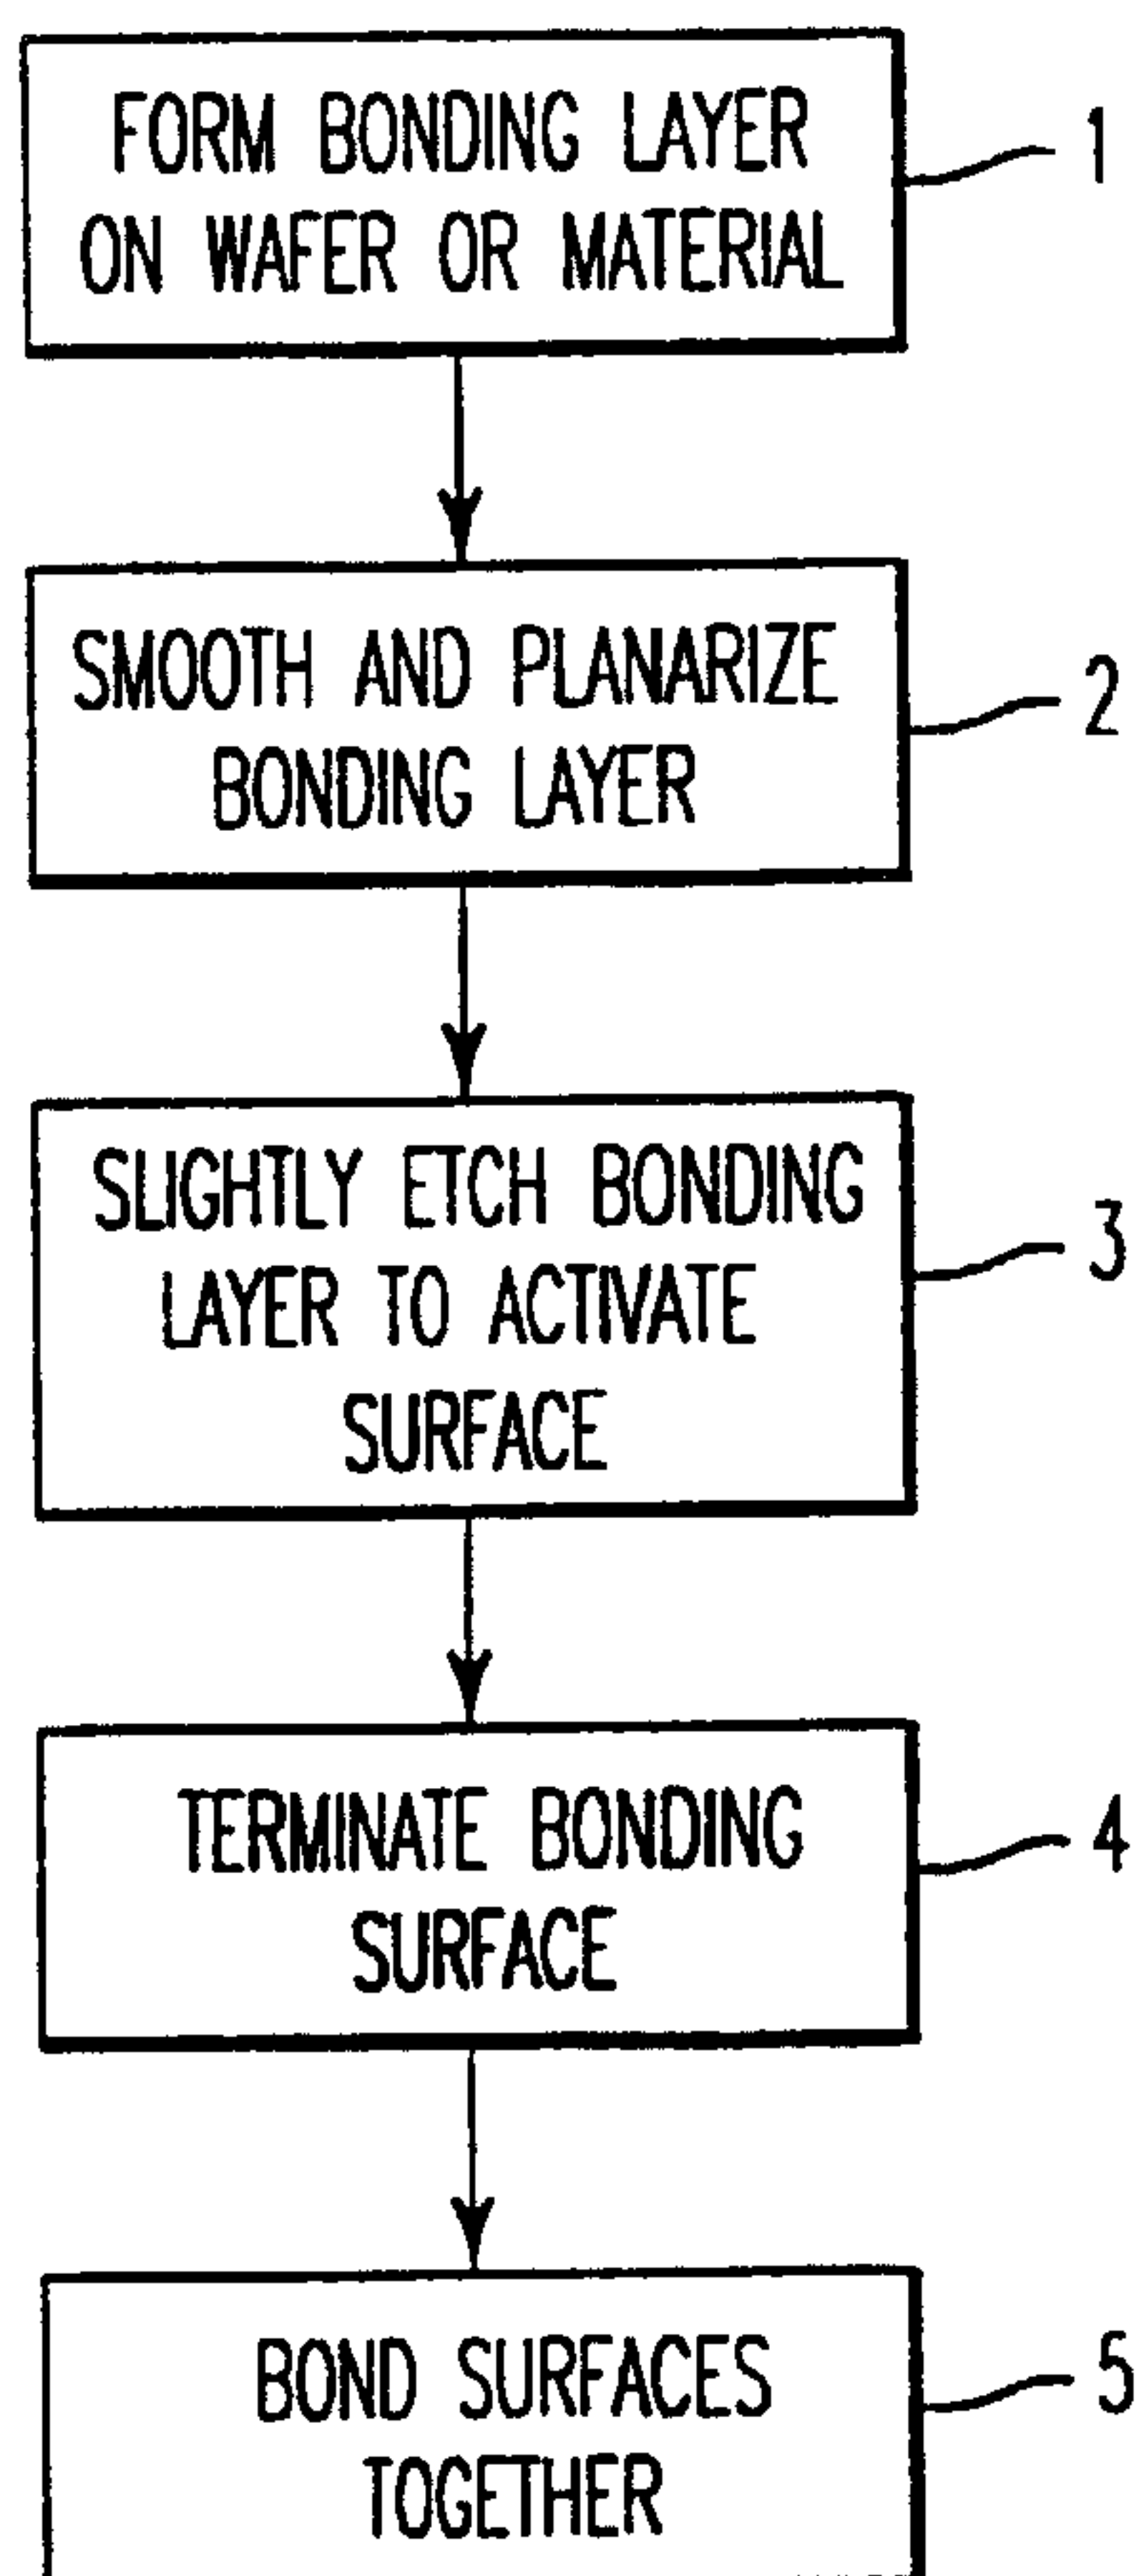 FORM BONDING LAYER
ON WAFER OR MATERIAL
1
SMOOTH AND PLANARIZE
BONDING LAYER
2
SLIGHTLY ETCH BONDING
LAYER TO ACTIVATE
SURFACE
3
TERMINATE BONDING
SURFACE
4
BOND SURFACES
TOGETHER
5